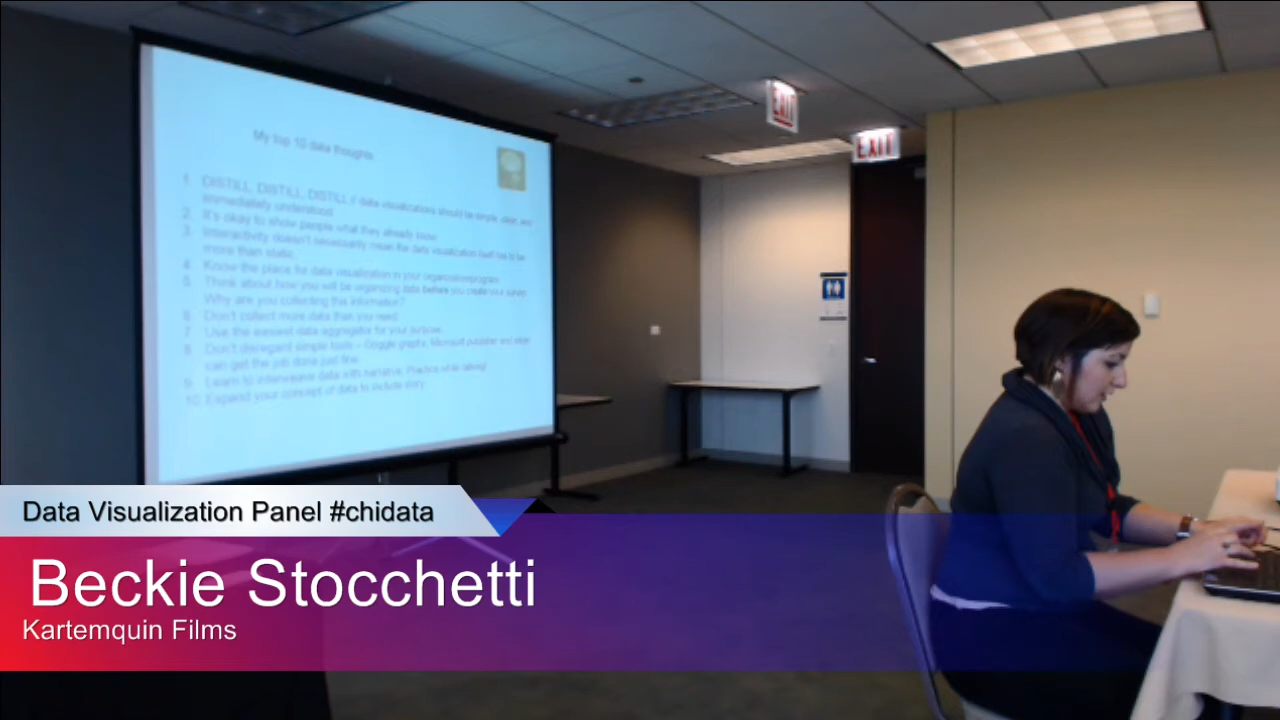 My top 10 data thoughts
1. DISTILL, DISTILL, DISTILL // data visualizations should be simple, clear, and
immediately understood
2. It's okay to show people what they already know
3. Interactivity doesn't necessarily mean the data visualization itself has to be
more than static.
4. Know the place for data visualization in your organization/program
5. Think about how you will be organizing data before you create your survey.
Why are you collecting this information?
6. Don't collect more data than you need.
7. Use the easiest data aggregator for your purpose.
8. Don't disregard simple tools – Google graphs, Microsoft publisher and
can get the job done just fine.
9. Learn to interweave data with narrative. Practice while talking!
10. Expand your concept of data to include story.
EXIT
EXIT
Data Visualization Panel #chidata
Beckie Stocchetti
Kartemquin Films